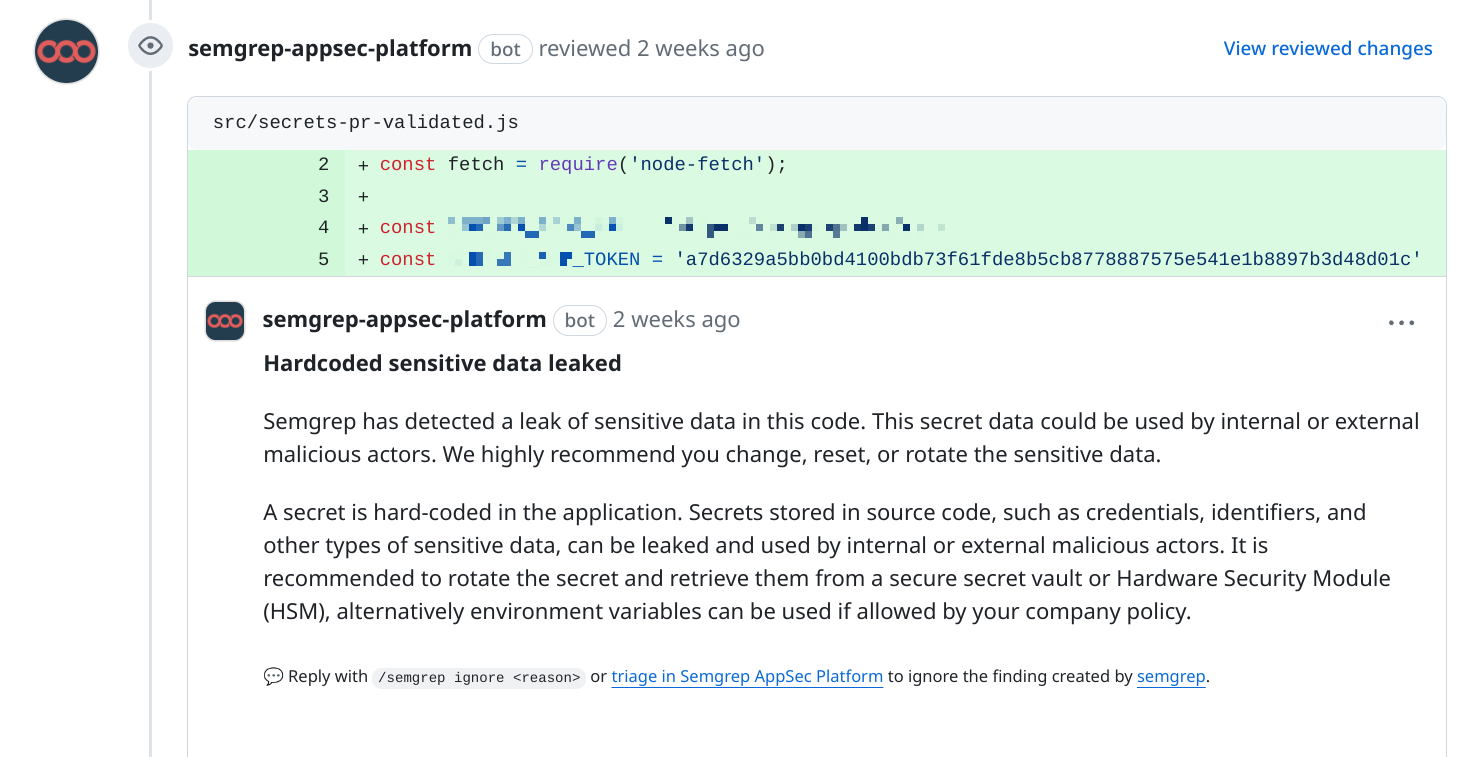 semgrep-appsec-platform bot reviewed 2 weeks ago View reviewed changes
src/secrets-pr-validated.js
2 + const fetch = require('node-fetch');
3 +
4 + const
5 + const _TOKEN = 'a7d6329a5bb0bd4100bdb73f61fde8b5cb8778887575e541e1b8897b3d48d01c'
semgrep-appsec-platform bot 2 weeks ago
Hardcoded sensitive data leaked
Semgrep has detected a leak of sensitive data in this code. This secret data could be used by internal or external
malicious actors. We highly recommend you change, reset, or rotate the sensitive data.
A secret is hard-coded in the application. Secrets stored in source code, such as credentials, identifiers, and
other types of sensitive data, can be leaked and used by internal or external malicious actors. It is
recommended to rotate the secret and retrieve them from a secure secret vault or Hardware Security Module
(HSM), alternatively environment variables can be used if allowed by your company policy.
💬 Reply with /semgrep ignore <reason> or triage in Semgrep AppSec Platform to ignore the finding created by semgrep.